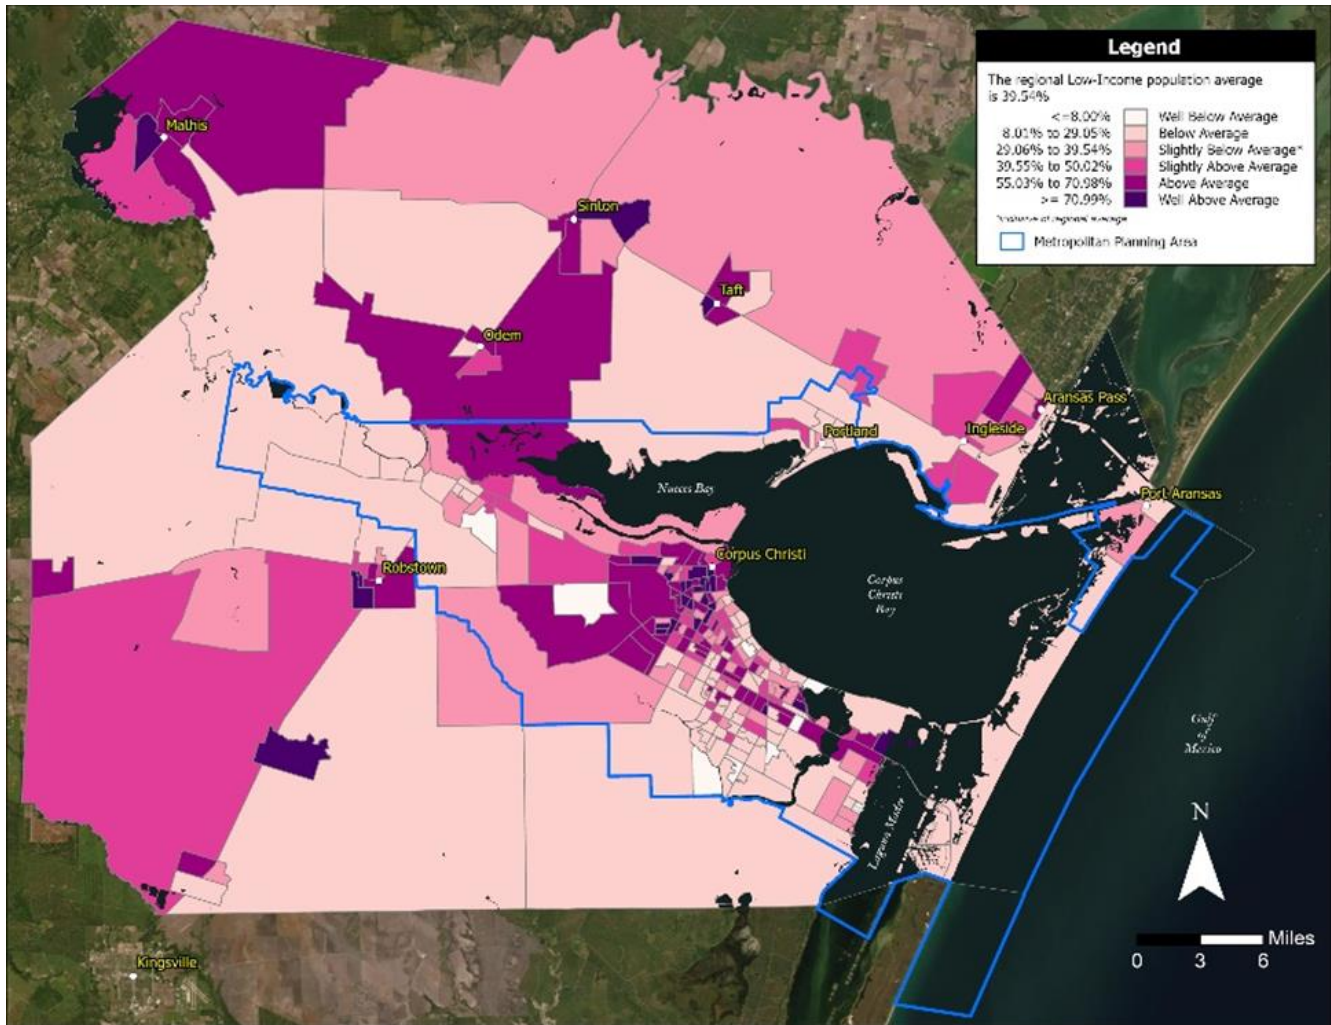 Legend
The regional Low-Income population average
is 39.54%
<=8.00% Well Below Average
8.01% to 29.05% Below Average
29.06% to 39.54% Slightly Below Average*
39.55% to 50.02% Slightly Above Average
55.03% to 70.98% Above Average
>= 70.99% Well Above Average
of regional average
Metropolitan Planning Area
Mathis
Sinton
Taft
Odem
Aransas Pass
Portland
Ingleside
Nueces Bay
Port Aransas
Corpus Christi
Robstown
Corpus
Christi
Bay
Gulf
of
Mexico
Laguna Madre
N
Miles
0 3 6
Kingsville